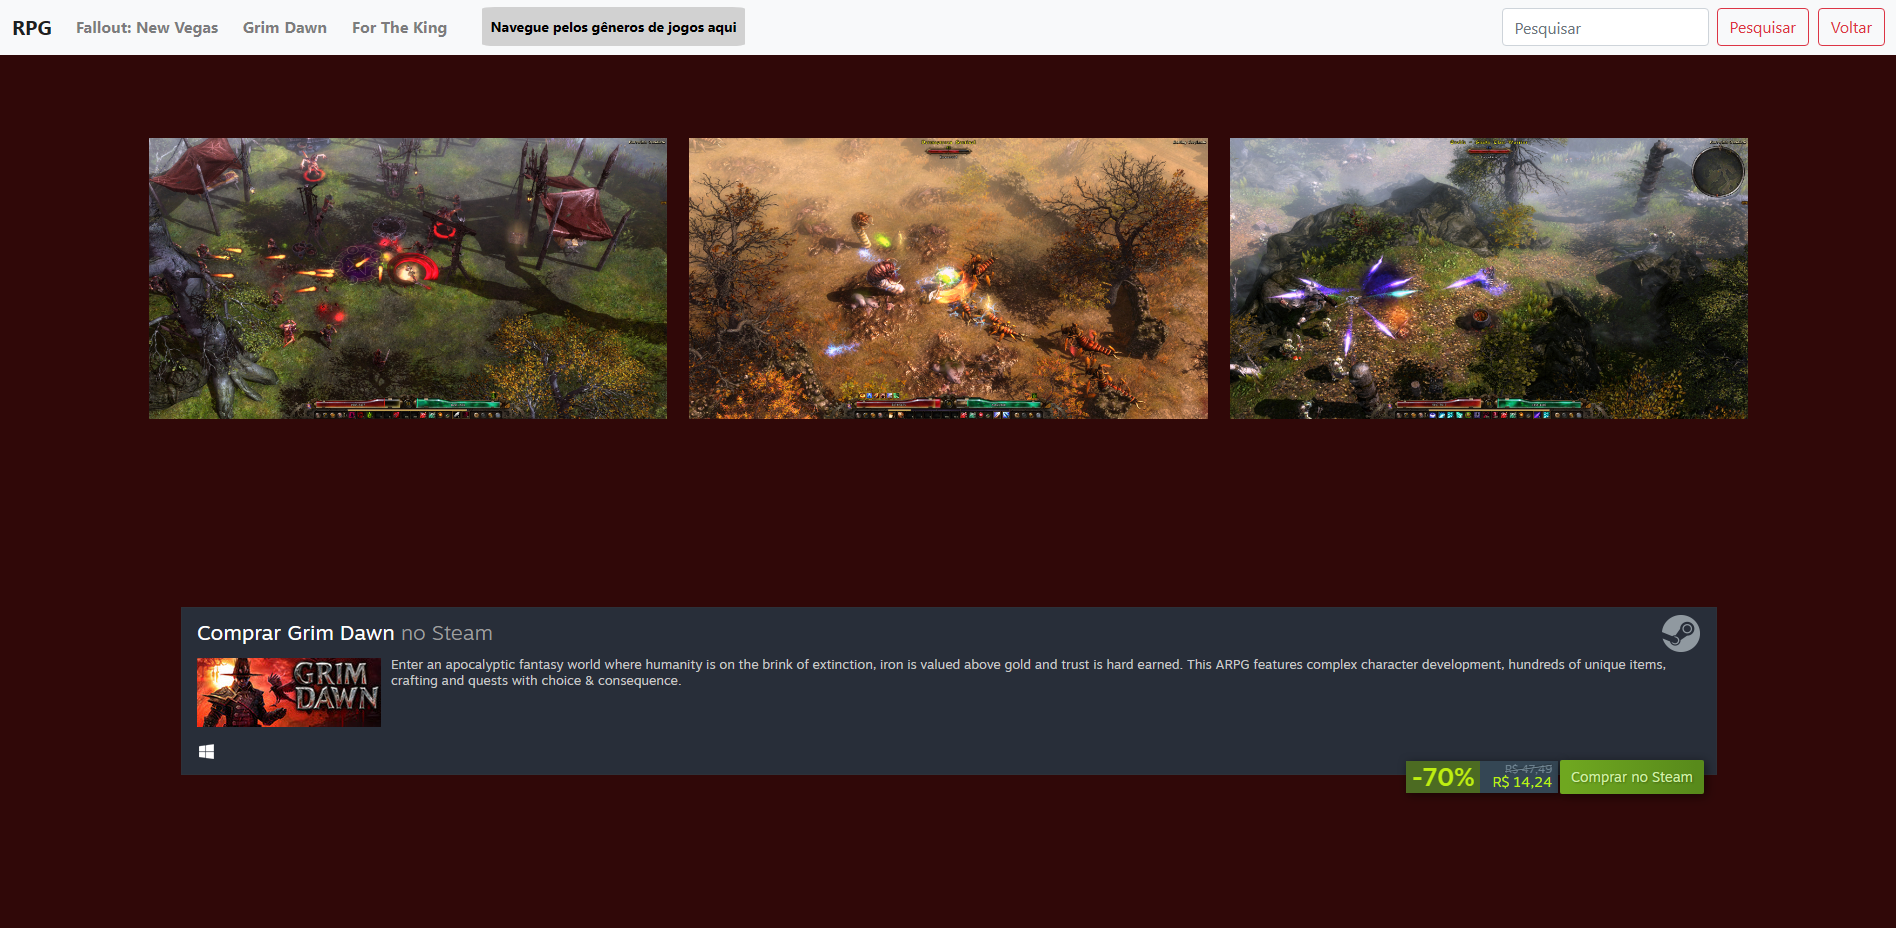 RPG Fallout: New Vegas Grim Dawn For The King Navegue pelos gêneros de jogos aqui Pesquisar Pesquisar Voltar
Comprar Grim Dawn no Steam
GRIM
DAWN
Enter an apocalyptic fantasy world where humanity is on the brink of extinction, iron is valued above gold and trust is hard earned. This ARPG features complex character development, hundreds of unique items,
crafting and quests with choice & consequence.
-70%
R$ 47,49
R$ 14,24
Comprar no Steam